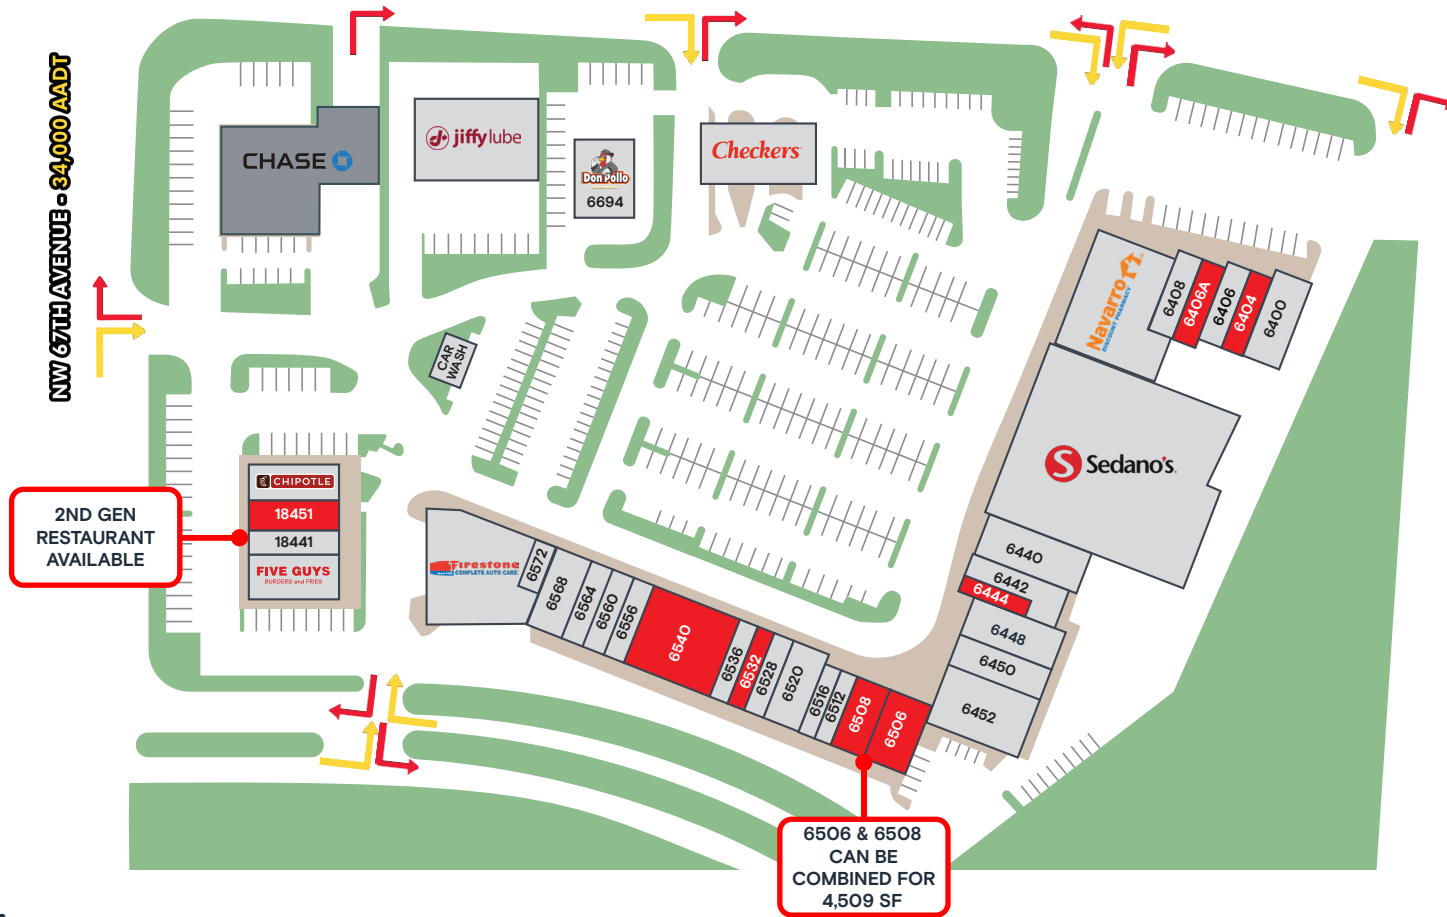 NW 67TH AVENUE - 34,000 AADT
CHASE
jiffylube
Don Pollo
6694
Checkers
Navarro
DISCOUNT PHARMACY
6408
6406A
6406
6404
6400
CAR
WASH
Sedano's
CHIPOTLE
18451
18441
FIVE GUYS
BURGERS and FRIES
2ND GEN
RESTAURANT
AVAILABLE
Firestone
COMPLETE AUTO CARE
6572
6568
6564
6560
6556
6540
6536
6532
6528
6520
6516
6512
6508
6506
6440
6442
6444
6448
6450
6452
6506 & 6508
CAN BE
COMBINED FOR
4,509 SF